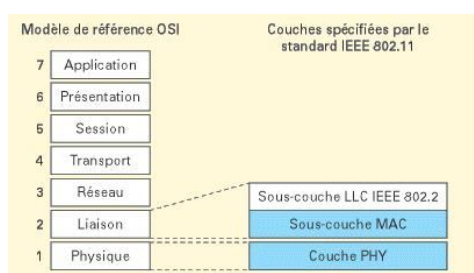 Modèle de référence OSI
Couches spécifiées par le
standard IEEE 802.11
7 Application
6 Présentation
5 Session
4 Transport
3 Réseau
2 Liaison
1 Physique
Sous-couche LLC IEEE 802.2
Sous-couche MAC
Couche PHY